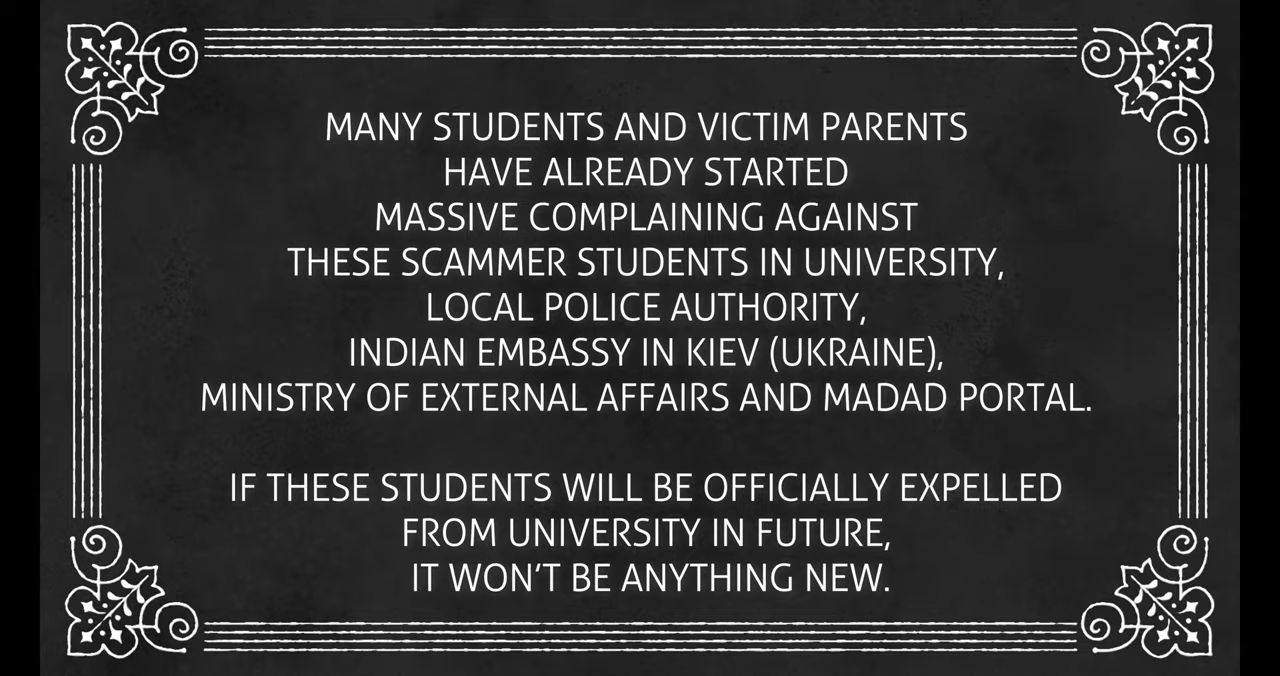 MANY STUDENTS AND VICTIM PARENTS
HAVE ALREADY STARTED
MASSIVE COMPLAINING AGAINST
THESE SCAMMER STUDENTS IN UNIVERSITY,
LOCAL POLICE AUTHORITY,
INDIAN EMBASSY IN KIEV (UKRAINE),
MINISTRY OF EXTERNAL AFFAIRS AND MADAD PORTAL.
IF THESE STUDENTS WILL BE OFFICIALLY EXPELLED
FROM UNIVERSITY IN FUTURE,
IT WON'T BE ANYTHING NEW.